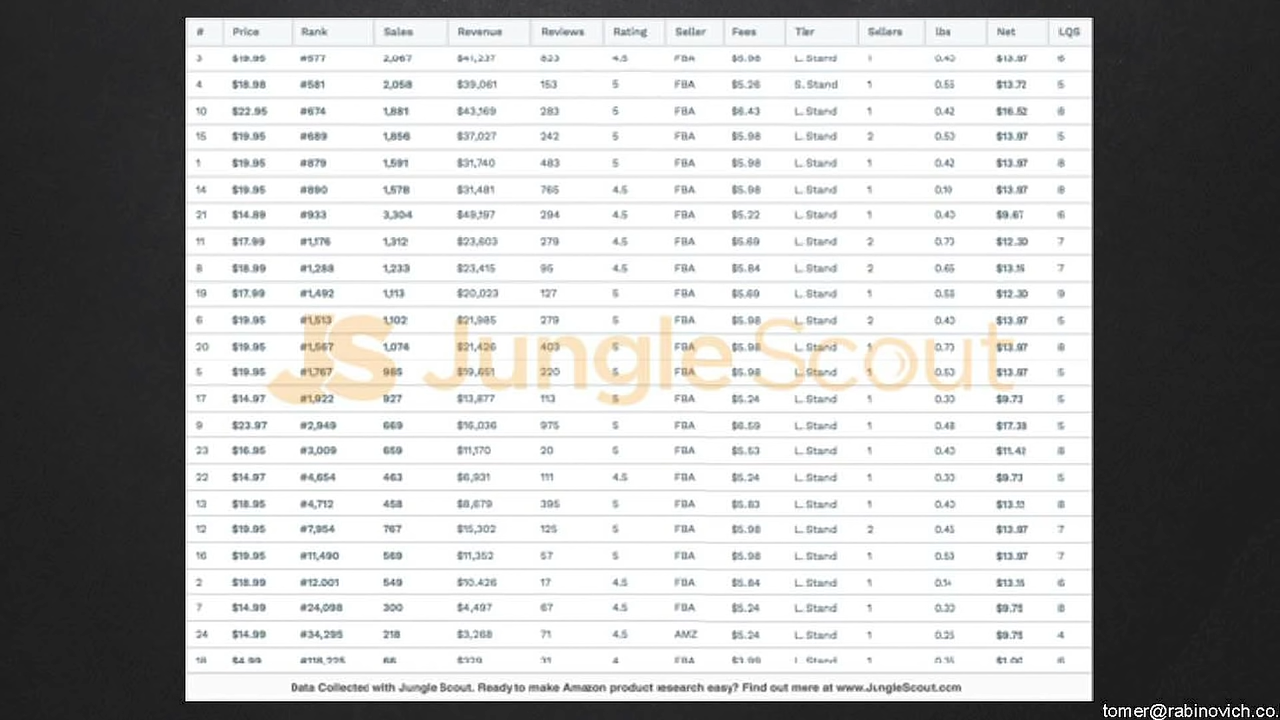 # Price Rank Sales Revenue Reviews Rating Seller Fees Tier Sellers lbs Net LQS
3 $19.95 #577 2,067 $41,237 823 4.5 FBA $5.98 L. Stand 1 0.40 $13.97 6
4 $18.98 #581 2,058 $39,061 153 5 FBA $5.26 S. Stand 1 0.55 $13.72 5
10 $22.95 #674 1,881 $43,169 283 5 FBA $6.43 L. Stand 1 0.42 $16.52 8
15 $19.95 #689 1,856 $37,027 242 5 FBA $5.98 L. Stand 2 0.50 $13.97 5
1 $19.95 #879 1,591 $31,740 483 5 FBA $5.98 L. Stand 1 0.42 $13.97 8
14 $19.95 #890 1,578 $31,481 765 4.5 FBA $5.98 L. Stand 1 0.10 $13.97 8
21 $14.89 #933 3,304 $49,197 294 4.5 FBA $5.22 L. Stand 1 0.40 $9.67 6
11 $17.99 #1,176 1,312 $23,603 279 4.5 FBA $5.69 L. Stand 2 0.70 $12.30 7
8 $18.99 #1,288 1,233 $23,415 95 4.5 FBA $5.84 L. Stand 2 0.65 $13.15 7
19 $17.99 #1,492 1,113 $20,023 127 5 FBA $5.69 L. Stand 1 0.55 $12.30 9
6 $19.95 #1,513 1,102 $21,985 279 5 FBA $5.98 L. Stand 2 0.40 $13.97 5
20 $19.95 #1,567 1,074 $21,426 403 5 FBA $5.98 L. Stand 1 0.70 $13.97 8
JS Jungle Scout
5 $19.95 #1,767 985 $19,651 220 5 FBA $5.98 L. Stand 1 0.50 $13.97 5
17 $14.97 #1,922 927 $13,877 113 5 FBA $5.24 L. Stand 1 0.30 $9.73 5
9 $23.97 #2,949 669 $16,036 975 5 FBA $6.59 L. Stand 1 0.48 $17.38 5
23 $16.95 #3,009 659 $11,170 20 5 FBA $5.53 L. Stand 1 0.40 $11.42 8
22 $14.97 #4,654 463 $6,931 111 4.5 FBA $5.24 L. Stand 1 0.30 $9.73 5
13 $18.95 #4,712 458 $8,679 395 5 FBA $5.83 L. Stand 1 0.40 $13.12 8
12 $19.95 #7,954 767 $15,302 125 5 FBA $5.98 L. Stand 2 0.45 $13.97 7
16 $19.95 #11,490 569 $11,352 57 5 FBA $5.98 L. Stand 1 0.50 $13.97 7
2 $18.99 #12,001 549 $10,426 17 4.5 FBA $5.84 L. Stand 1 $13.15 6
7 $14.99 #24,098 300 $4,497 67 4.5 FBA $5.24 L. Stand 1 0.30 $9.75 8
24 $14.99 #34,295 218 $3,268 71 4.5 AMZ $5.24 L. Stand 1 0.25 $9.75 4
18 $4.99 #118,225 66 $329 31 4 FBA $3.99 L. Stand 1 $1.00
Data Collected with Jungle Scout. Ready to make Amazon product research easy? Find out more at www.JungleScout.com
tomer@rabinovich.co.